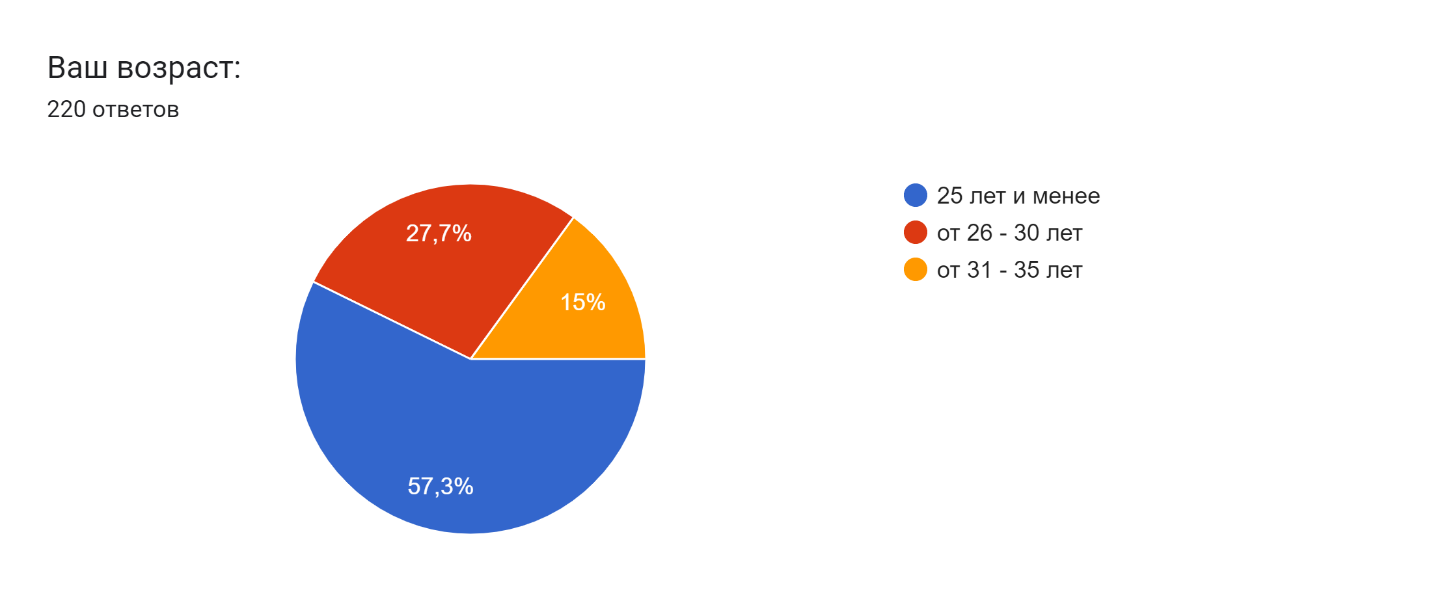 Ваш возраст:
220 ответов
27,7%
15%
57,3%
25 лет и менее
от 26 - 30 лет
от 31 - 35 лет